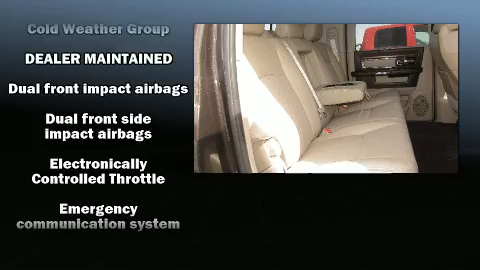 Cold Weather Group
DEALER MAINTAINED
Dual front impact airbags
Dual front side
impact airbags
Electronically
Controlled Throttle
Emergency
communication system